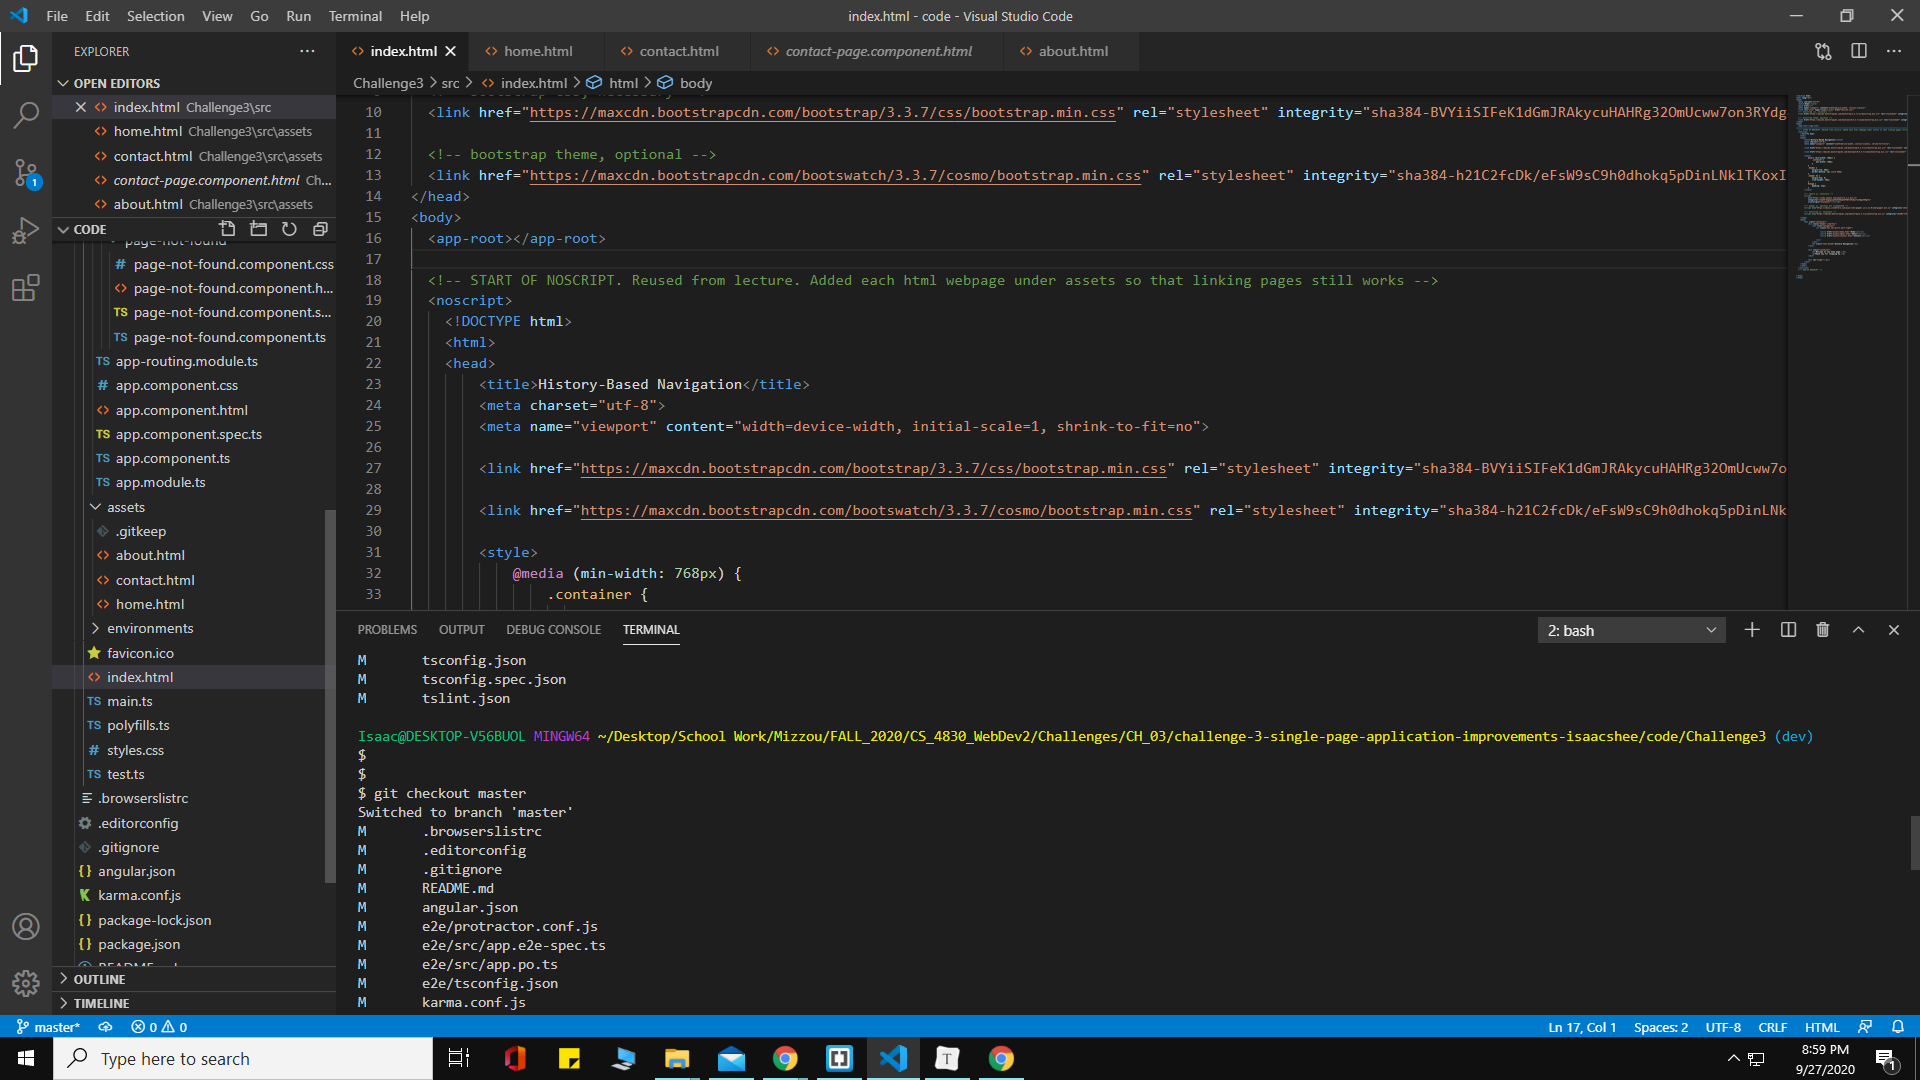 File Edit Selection View Go Run Terminal Help
index.html - code - Visual Studio Code
EXPLORER
OPEN EDITORS
index.html Challenge3\src
home.html Challenge3\src\assets
contact.html Challenge3\src\assets
contact-page.component.html Ch...
about.html Challenge3\src\assets
CODE
page-not-found
page-not-found.component.css
page-not-found.component.h...
page-not-found.component.s...
page-not-found.component.ts
app-routing.module.ts
app.component.css
app.component.html
app.component.spec.ts
app.component.ts
app.module.ts
assets
.gitkeep
about.html
contact.html
home.html
environments
favicon.ico
index.html
main.ts
polyfills.ts
styles.css
test.ts
.browserslistrc
.editorconfig
.gitignore
angular.json
karma.conf.js
package-lock.json
package.json
OUTLINE
TIMELINE
index.html home.html contact.html contact-page.component.html about.html
Challenge3 > src > index.html > html > body
10 <link href="https://maxcdn.bootstrapcdn.com/bootstrap/3.3.7/css/bootstrap.min.css" rel="stylesheet" integrity="sha384-BVYiiSIFeK1dGmJRAkycuHAHRg32OmUcww7on3RYdg
11
12 <!-- bootstrap theme, optional -->
13 <link href="https://maxcdn.bootstrapcdn.com/bootswatch/3.3.7/cosmo/bootstrap.min.css" rel="stylesheet" integrity="sha384-h21C2fcDk/eFsW9sC9h0dhokq5pDinLNklTKoxI
14 </head>
15 <body>
16 <app-root></app-root>
17
18 <!-- START OF NOSCRIPT. Reused from lecture. Added each html webpage under assets so that linking pages still works -->
19 <noscript>
20 <!DOCTYPE html>
21 <html>
22 <head>
23 <title>History-Based Navigation</title>
24 <meta charset="utf-8">
25 <meta name="viewport" content="width=device-width, initial-scale=1, shrink-to-fit=no">
26
27 <link href="https://maxcdn.bootstrapcdn.com/bootstrap/3.3.7/css/bootstrap.min.css" rel="stylesheet" integrity="sha384-BVYiiSIFeK1dGmJRAkycuHAHRg32OmUcww7o
28
29 <link href="https://maxcdn.bootstrapcdn.com/bootswatch/3.3.7/cosmo/bootstrap.min.css" rel="stylesheet" integrity="sha384-h21C2fcDk/eFsW9sC9h0dhokq5pDinLNk
30
31 <style>
32 @media (min-width: 768px) {
33 .container {
PROBLEMS OUTPUT DEBUG CONSOLE TERMINAL
2: bash
M tsconfig.json
M tsconfig.spec.json
M tslint.json
Isaac@DESKTOP-V56BUOL MINGW64 ~/Desktop/School Work/Mizzou/FALL_2020/CS_4830_WebDev2/Challenges/CH_03/challenge-3-single-page-application-improvements-isaacshee/code/Challenge3 (dev)
$
$
$ git checkout master
Switched to branch 'master'
M .browserslistrc
M .editorconfig
M .gitignore
M README.md
M angular.json
M e2e/protractor.conf.js
M e2e/src/app.e2e-spec.ts
M e2e/src/app.po.ts
M e2e/tsconfig.json
M karma.conf.js
master* 0 0
Ln 17, Col 1 Spaces: 2 UTF-8 CRLF HTML
Type here to search
8:59 PM
9/27/2020
1